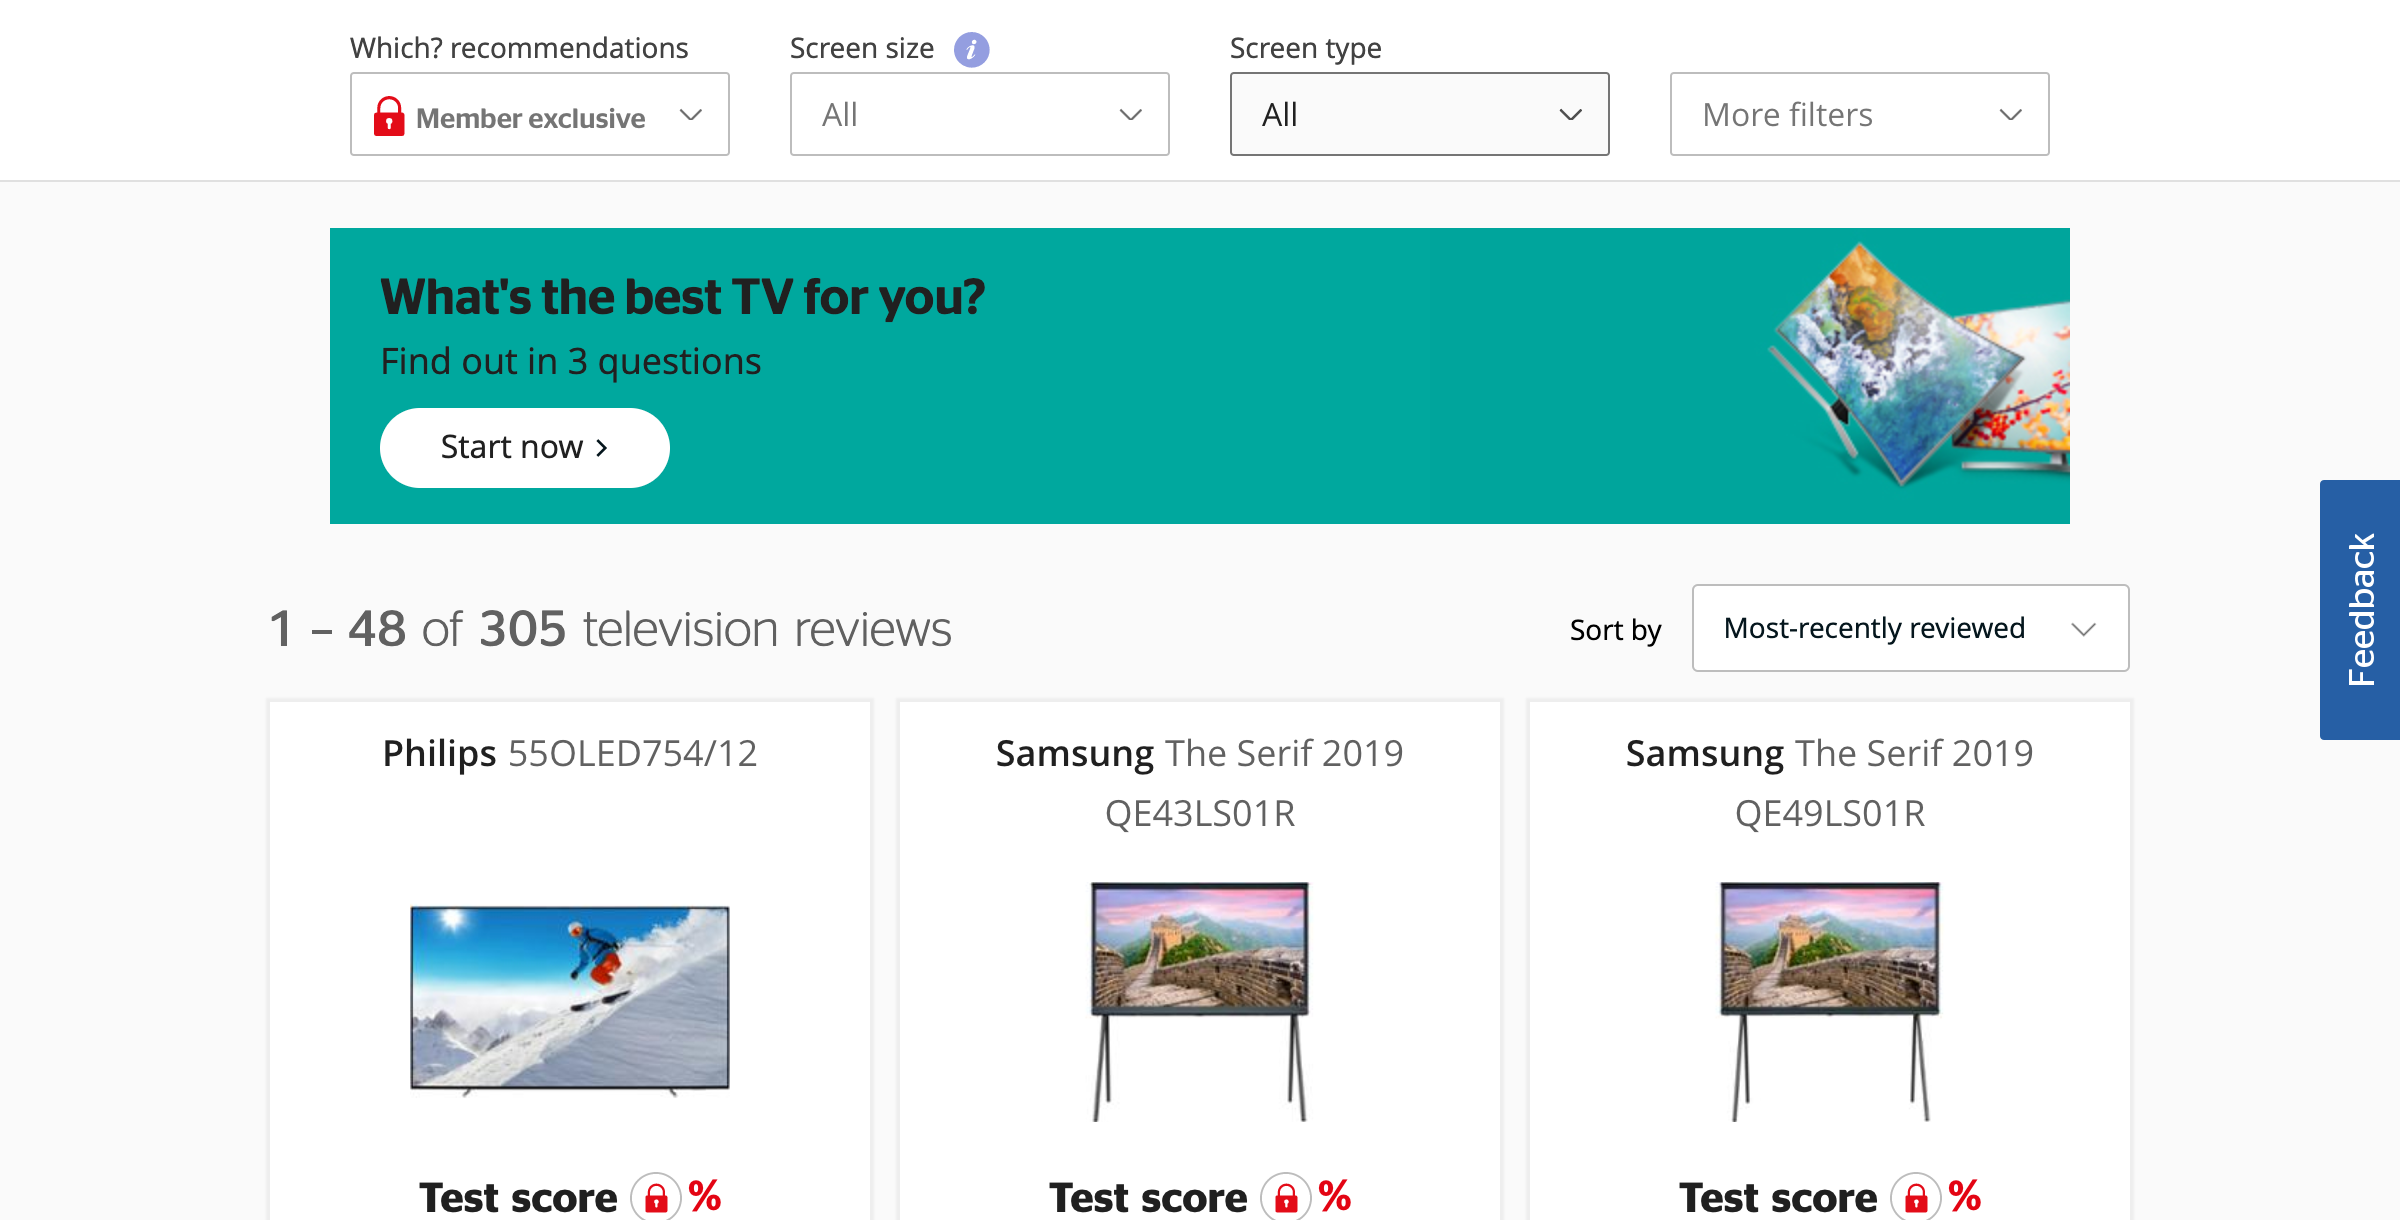 Which? recommendations
Screen size i
Screen type
Member exclusive
All
All
More filters
What's the best TV for you?
Find out in 3 questions
Start now
Feedback
1 – 48 of 305 television reviews
Sort by
Most-recently reviewed
Philips 55OLED754/12
Samsung The Serif 2019
QE43LS01R
Samsung The Serif 2019
QE49LS01R
Test score %
Test score %
Test score %